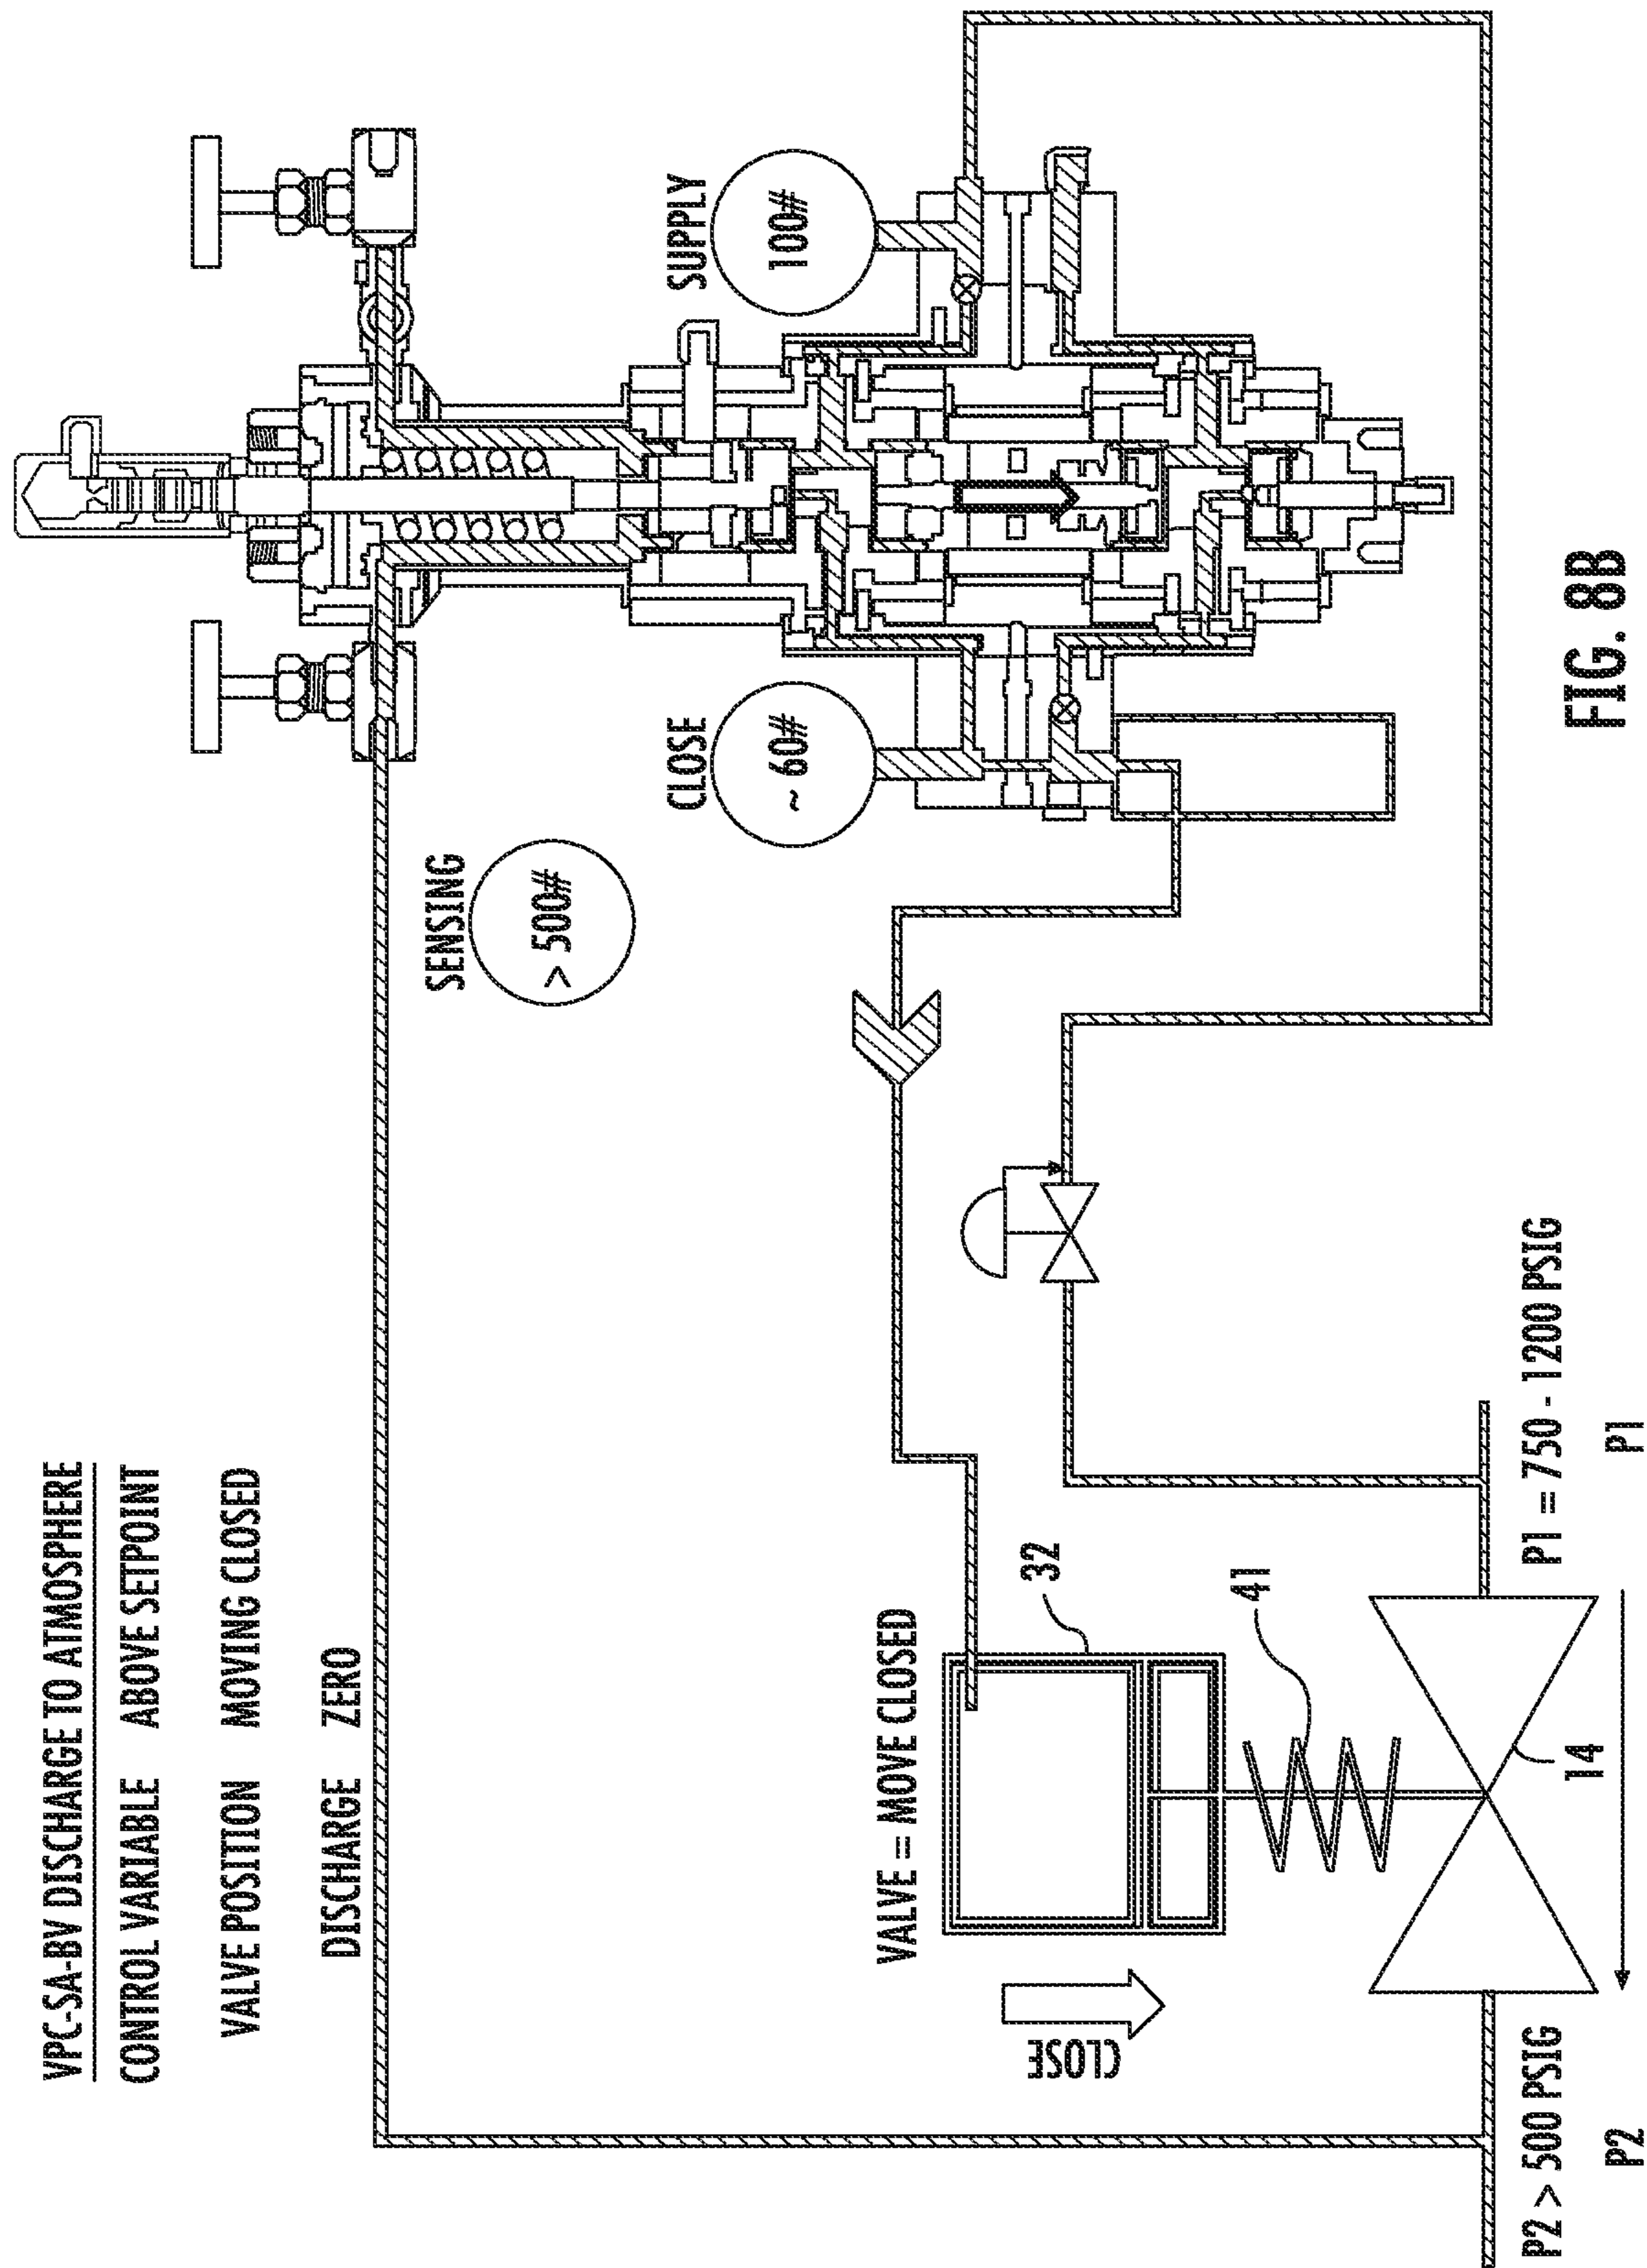 VPC-SA-BV DISCHARGE TO ATMOSPHERE
CONTROL VARIABLE ABOVE SETPOINT
VALVE POSITION MOVING CLOSED
DISCHARGE ZERO
SENSING
> 500#
CLOSE
~ 60#
SUPPLY
100#
VALVE = MOVE CLOSED
CLOSE
32
41
14
P2 > 500 PSIG
P1 = 750 - 1200 PSIG
P2
P1
FIG. 8B